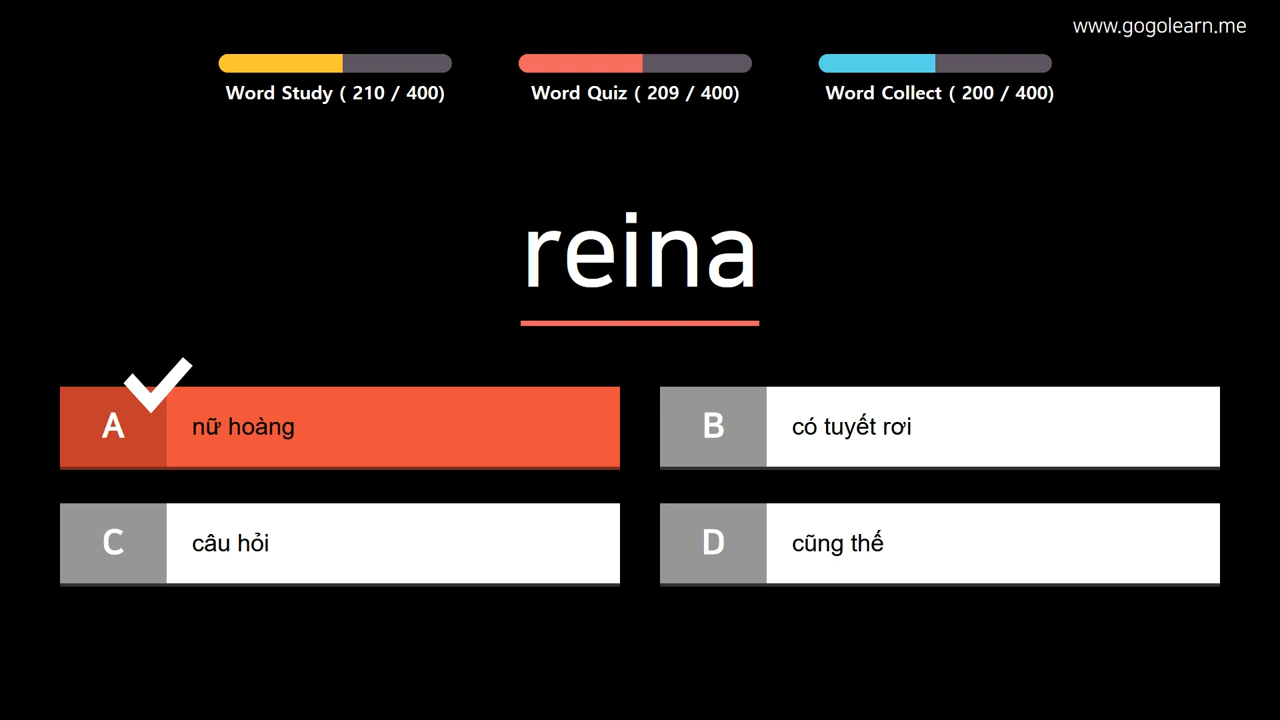 www.gogolearn.me
Word Study ( 210 / 400)
Word Quiz ( 209 / 400)
Word Collect ( 200 / 400)
reina
A
nữ hoàng
B
có tuyết rơi
C
câu hỏi
D
cũng thế